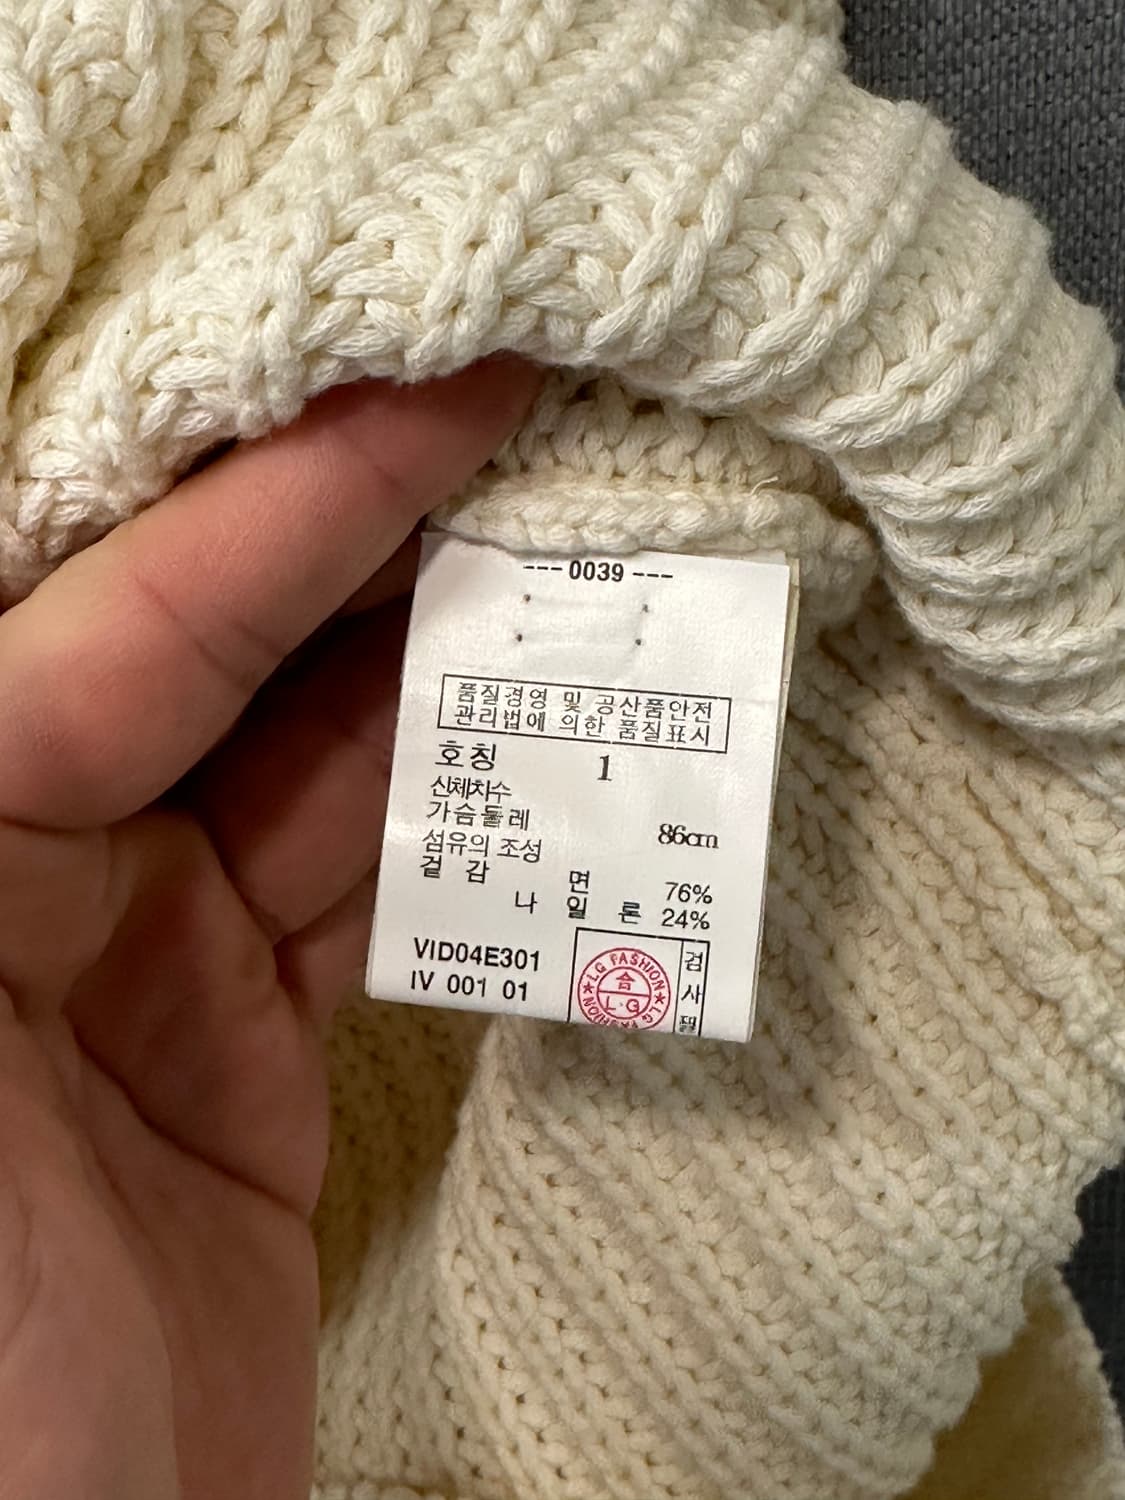 --- 0039 ---
품질경영 및 공산품안전
관리법에 의한 품질표시
호칭 1
신체치수
가슴둘레 86cm
섬유의 조성
겉감 면 76%
나일론 24%
VID04E301
IV 001 01
★LG FASHION★LG FASHION
合
L·G
검사필